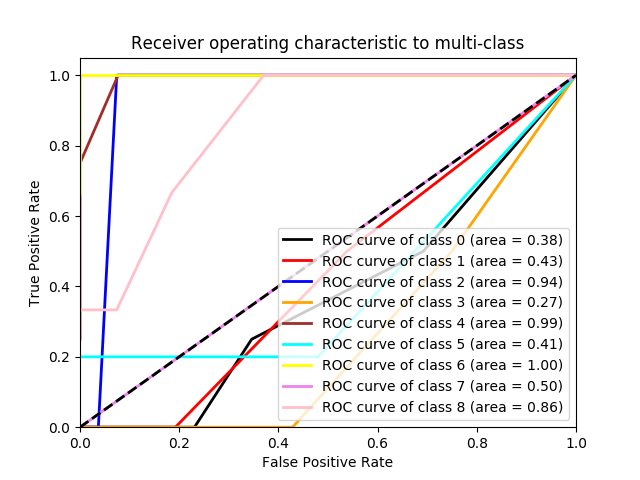 Receiver operating characteristic to multi-class
True Positive Rate
1.0
0.8
0.6
0.4
0.2
0.0
ROC curve of class 0 (area = 0.38)
ROC curve of class 1 (area = 0.43)
ROC curve of class 2 (area = 0.94)
ROC curve of class 3 (area = 0.27)
ROC curve of class 4 (area = 0.99)
ROC curve of class 5 (area = 0.41)
ROC curve of class 6 (area = 1.00)
ROC curve of class 7 (area = 0.50)
ROC curve of class 8 (area = 0.86)
0.0 0.2 0.4 0.6 0.8 1.0
False Positive Rate